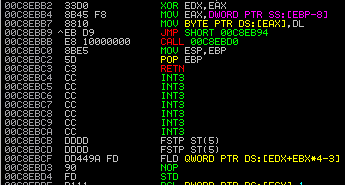 00C8EBB2 33D0 XOR EDX,EAX
00C8EBB4 8B45 F8 MOV EAX,DWORD PTR SS:[EBP-8]
00C8EBB7 8810 MOV BYTE PTR DS:[EAX],DL
00C8EBB9 ^EB D9 JMP SHORT 00C8EB94
00C8EBBB E8 10000000 CALL 00C8EBD0
00C8EBC0 8BE5 MOV ESP,EBP
00C8EBC2 5D POP EBP
00C8EBC3 C3 RETN
00C8EBC4 CC INT3
00C8EBC5 CC INT3
00C8EBC6 CC INT3
00C8EBC7 CC INT3
00C8EBC8 CC INT3
00C8EBC9 CC INT3
00C8EBCA CC INT3
00C8EBCB DDDD FSTP ST(5)
00C8EBCD DDDD FSTP ST(5)
00C8EBCF DD449A FD FLD QWORD PTR DS:[EDX+EBX*4-3]
00C8EBD3 90 NOP
00C8EBD4 FD STD